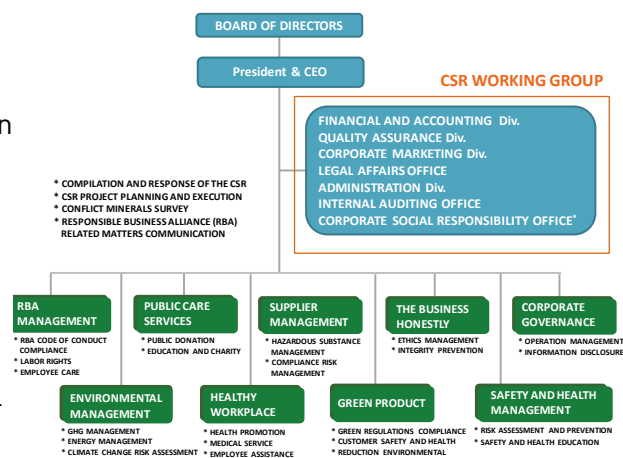 BOARD OF DIRECTORS
President & CEO
CSR WORKING GROUP
n
FINANCIAL AND ACCOUNTING Div.
QUALITY ASSURANCE Div.
CORPORATE MARKETING Div.
LEGAL AFFAIRS OFFICE
ADMINISTRATION Div.
INTERNAL AUDITING OFFICE
CORPORATE SOCIAL RESPONSIBILITY OFFICE*
* COMPILATION AND RESPONSE OF THE CSR
* CSR PROJECT PLANNING AND EXECUTION
* CONFLICT MINERALS SURVEY
* RESPONSIBLE BUSINESS ALLIANCE (RBA)
RELATED MATTERS COMMUNICATION
RBA
MANAGEMENT
* RBA CODE OF CONDUCT
COMPLIANCE
* LABOR RIGHTS
* EMPLOYEE CARE
PUBLIC CARE
SERVICES
* PUBLIC DONATION
* EDUCATION AND CHARITY
SUPPLIER
MANAGEMENT
* HAZARDOUS SUBSTANCE
MANAGEMENT
* COMPLIANCE RISK
MANAGEMENT
THE BUSINESS
HONESTLY
* ETHICS MANAGEMENT
* INTEGRITY PREVENTION
CORPORATE
GOVERNANCE
* OPERATION MANAGEMENT
* INFORMATION DISCLOSURE
ENVIRONMENTAL
MANAGEMENT
* GHG MANAGEMENT
* ENERGY MANAGEMENT
* CLIMATE CHANGE RISK ASSESSMENT
HEALTHY
WORKPLACE
* HEALTH PROMOTION
* MEDICAL SERVICE
* EMPLOYEE ASSISTANCE
GREEN PRODUCT
* GREEN REGULATIONS COMPLIANCE
* CUSTOMER SAFETY AND HEALTH
* REDUCTION ENVIRONMENTAL
SAFETY AND HEALTH
MANAGEMENT
* RISK ASSESSMENT AND PREVENTION
* SAFETY AND HEALTH EDUCATION